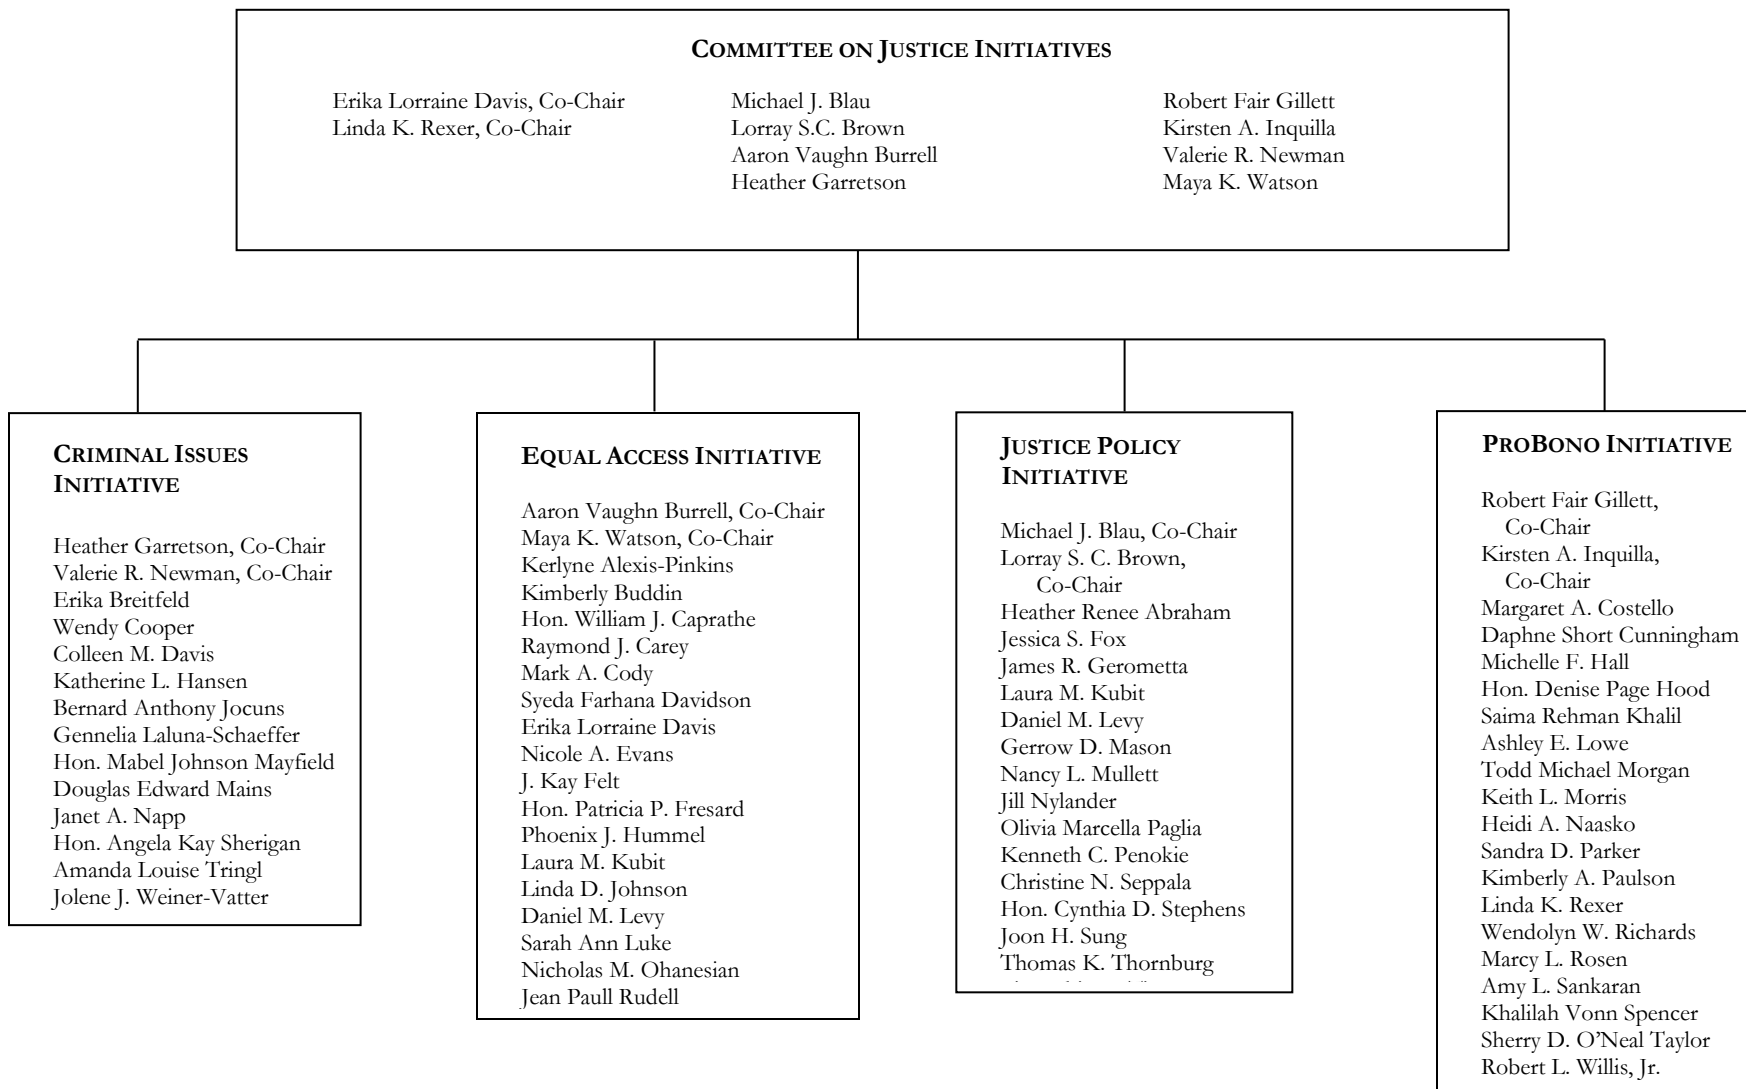 COMMITTEE ON JUSTICE INITIATIVES
Erika Lorraine Davis, Co-Chair
Linda K. Rexer, Co-Chair
Michael J. Blau
Lorray S.C. Brown
Aaron Vaughn Burrell
Heather Garretson
Robert Fair Gillett
Kirsten A. Inquilla
Valerie R. Newman
Maya K. Watson
CRIMINAL ISSUES
INITIATIVE
Heather Garretson, Co-Chair
Valerie R. Newman, Co-Chair
Erika Breitfeld
Wendy Cooper
Colleen M. Davis
Katherine L. Hansen
Bernard Anthony Jocuns
Gennelia Laluna-Schaeffer
Hon. Mabel Johnson Mayfield
Douglas Edward Mains
Janet A. Napp
Hon. Angela Kay Sherigan
Amanda Louise Tringl
Jolene J. Weiner-Vatter
EQUAL ACCESS INITIATIVE
Aaron Vaughn Burrell, Co-Chair
Maya K. Watson, Co-Chair
Kerlyne Alexis-Pinkins
Kimberly Buddin
Hon. William J. Caprathe
Raymond J. Carey
Mark A. Cody
Syeda Farhana Davidson
Erika Lorraine Davis
Nicole A. Evans
J. Kay Felt
Hon. Patricia P. Fresard
Phoenix J. Hummel
Laura M. Kubit
Linda D. Johnson
Daniel M. Levy
Sarah Ann Luke
Nicholas M. Ohanesian
Jean Paull Rudell
JUSTICE POLICY
INITIATIVE
Michael J. Blau, Co-Chair
Lorray S. C. Brown,
Co-Chair
Heather Renee Abraham
Jessica S. Fox
James R. Gerometta
Laura M. Kubit
Daniel M. Levy
Gerrow D. Mason
Nancy L. Mullett
Jill Nylander
Olivia Marcella Paglia
Kenneth C. Penokie
Christine N. Seppala
Hon. Cynthia D. Stephens
Joon H. Sung
Thomas K. Thornburg
PROBONO INITIATIVE
Robert Fair Gillett,
Co-Chair
Kirsten A. Inquilla,
Co-Chair
Margaret A. Costello
Daphne Short Cunningham
Michelle F. Hall
Hon. Denise Page Hood
Saima Rehman Khalil
Ashley E. Lowe
Todd Michael Morgan
Keith L. Morris
Heidi A. Naasko
Sandra D. Parker
Kimberly A. Paulson
Linda K. Rexer
Wendolyn W. Richards
Marcy L. Rosen
Amy L. Sankaran
Khalilah Vonn Spencer
Sherry D. O’Neal Taylor
Robert L. Willis, Jr.